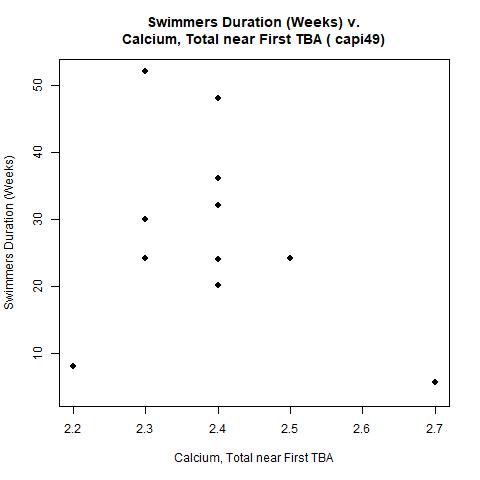 Swimmers Duration (Weeks) v.
Calcium, Total near First TBA ( capi49)
Swimmers Duration (Weeks)
50
40
30
20
10
2.2 2.3 2.4 2.5 2.6 2.7
Calcium, Total near First TBA